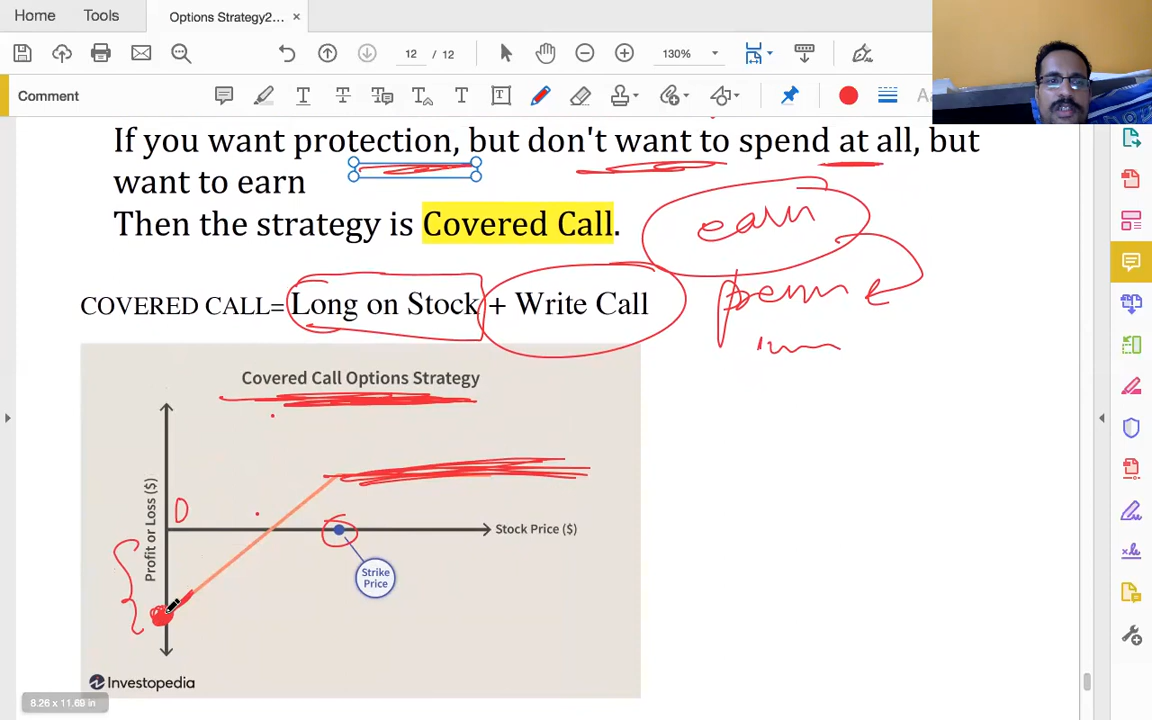 Home Tools Options Strategy2... ×
12 / 12 130%
Comment
If you want protection, but don't want to spend at all, but
want to earn
Then the strategy is Covered Call.
earn
COVERED CALL= Long on Stock + Write Call
Covered Call Options Strategy
Profit or Loss ($)
0
Stock Price ($)
Strike
Price
Investopedia
8.26 x 11.69 in